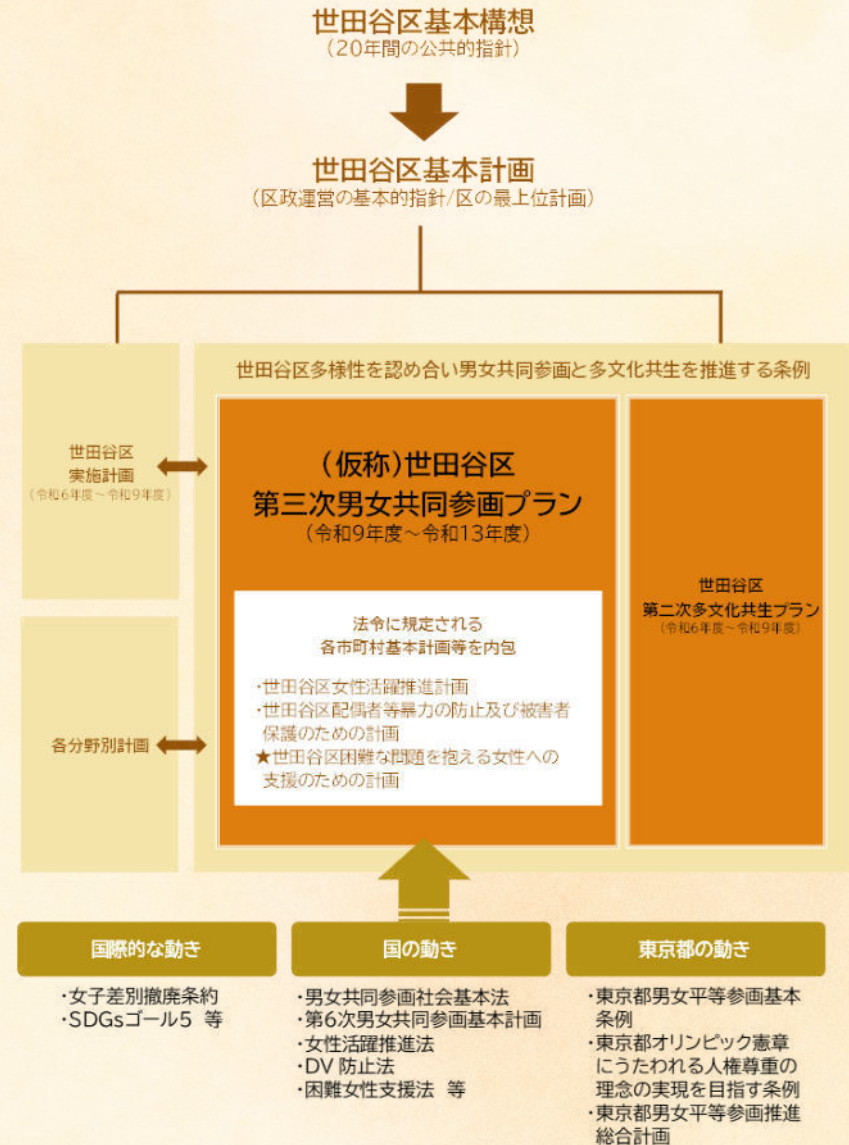 世田谷区基本構想
(20年間の公共的指針)
世田谷区基本計画
(区政運営の基本的指針/区の最上位計画)
世田谷区
実施計画
(令和6年度~令和9年度)
各分野別計画
世田谷区多様性を認め合い男女共同参画と多文化共生を推進する条例
(仮称)世田谷区
第三次男女共同参画プラン
(令和9年度~令和13年度)
法令に規定される
各市町村基本計画等を内包
・世田谷区女性活躍推進計画
・世田谷区配偶者等暴力の防止及び被害者
保護のための計画
★世田谷区困難な問題を抱える女性への
支援のための計画
世田谷区
第二次多文化共生プラン
(令和6年度~令和9年度)
国際的な動き
・女子差別撤廃条約
・SDGsゴール5 等
国の動き
・男女共同参画社会基本法
・第6次男女共同参画基本計画
・女性活躍推進法
・DV 防止法
・困難女性支援法 等
東京都の動き
・東京都男女平等参画基本
条例
・東京都オリンピック憲章
にうたわれる人権尊重の
理念の実現を目指す条例
・東京都男女平等参画推進
総合計画